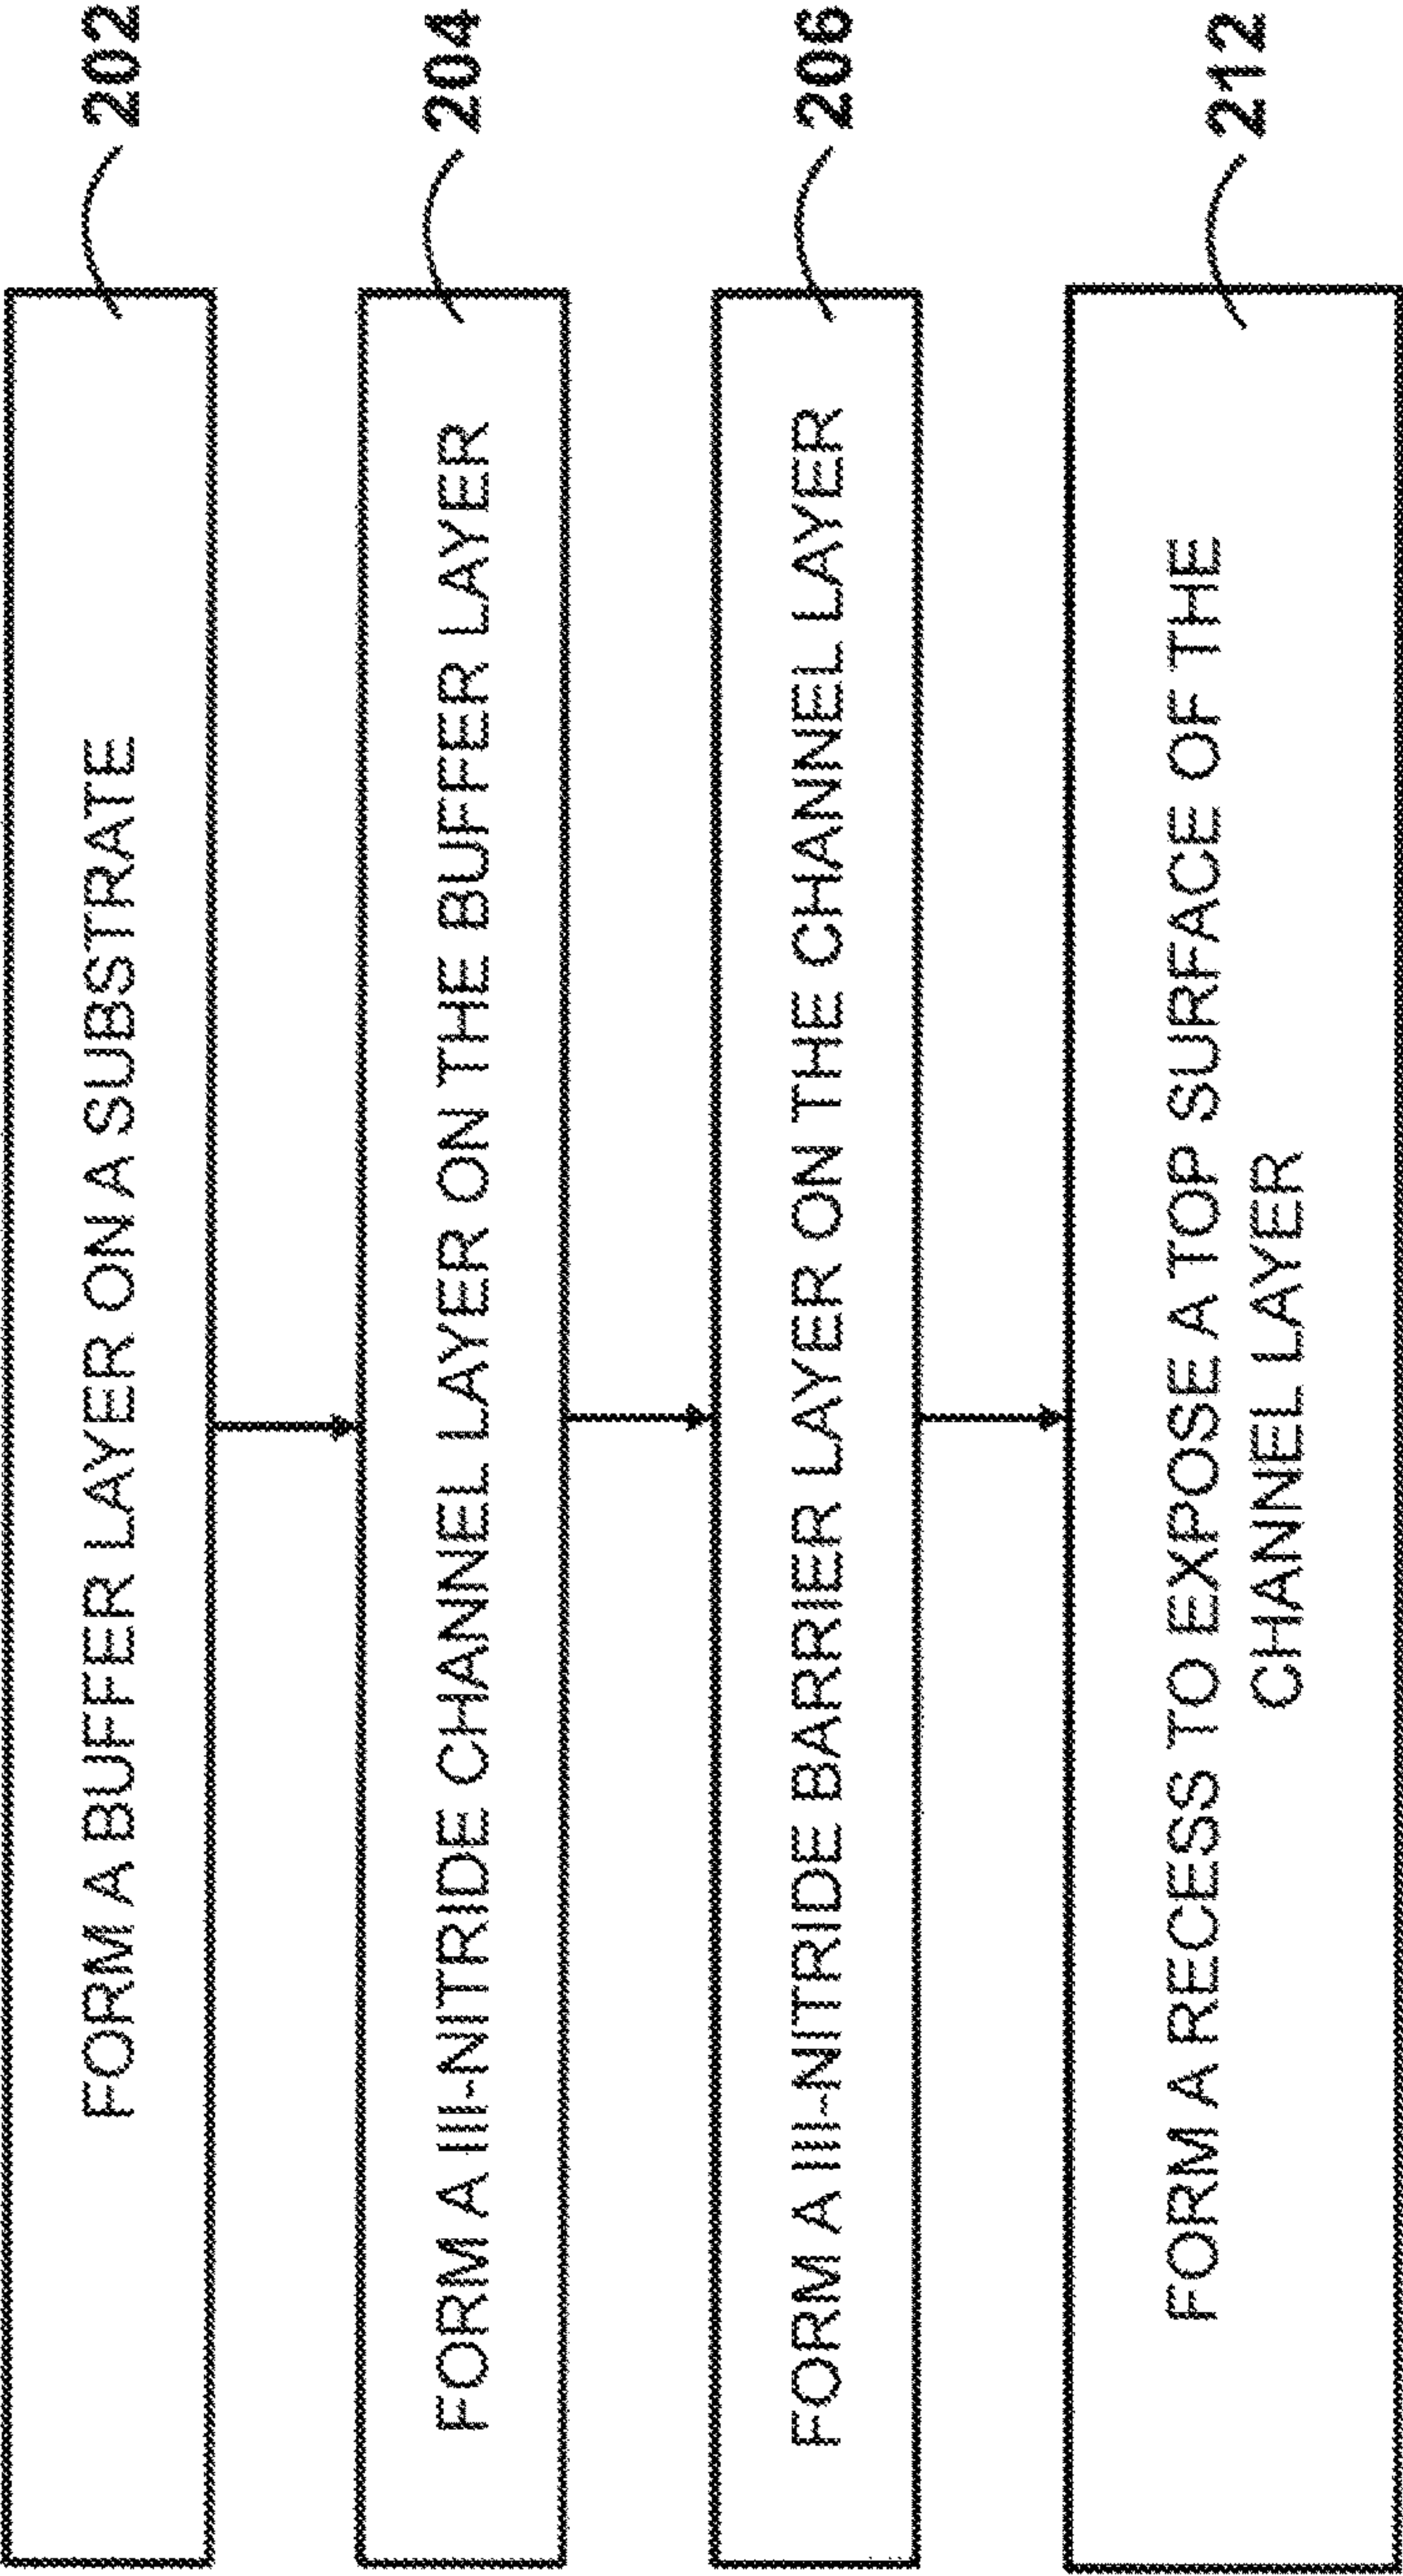 FORM A BUFFER LAYER ON A SUBSTRATE
202
FORM A III-NITRIDE CHANNEL LAYER ON THE BUFFER LAYER
204
FORM A III-NITRIDE BARRIER LAYER ON THE CHANNEL LAYER
206
FORM A RECESS TO EXPOSE A TOP SURFACE OF THE
CHANNEL LAYER
212